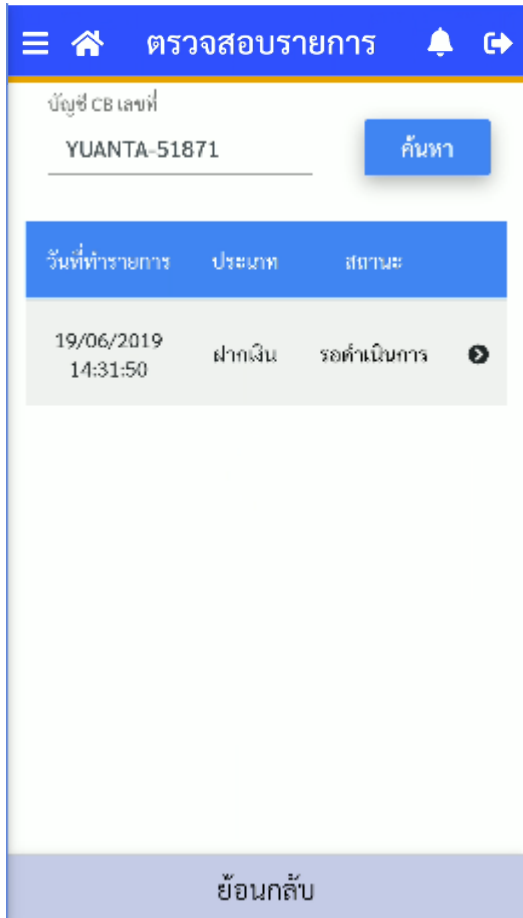 ตรวจสอบรายการ
บัญชี CB เลขที่
YUANTA-51871
ค้นหา
วันที่ทำรายการ ประเภท สถานะ
19/06/2019
14:31:50
ฝากเงิน รอดำเนินการ
ย้อนกลับ